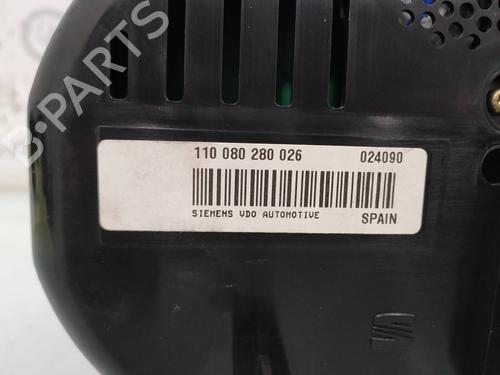 B-PARTS
110 080 280 026 024090
SIEMENS VDO AUTOMOTIVE SPAIN